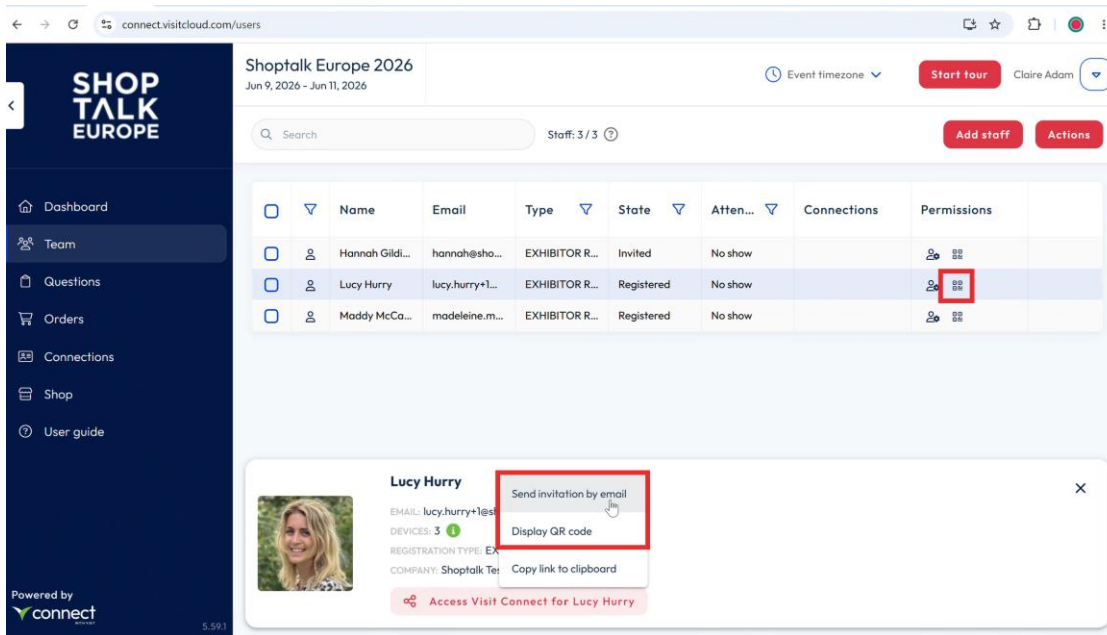 connect.visitcloud.com/users
SHOP
TALK
EUROPE
Shoptalk Europe 2026
Jun 9, 2026 - Jun 11, 2026
Event timezone
Start tour
Claire Adam
Search
Staff: 3 / 3
Add staff
Actions
Dashboard
Team
Questions
Orders
Connections
Shop
User guide
Name Email Type State Atten... Connections Permissions
Hannah Gildi... hannah@sho... EXHIBITOR R... Invited No show
Lucy Hurry lucy.hurry+1... EXHIBITOR R... Registered No show
Maddy McCa... madeleine.m... EXHIBITOR R... Registered No show
Lucy Hurry
EMAIL: lucy.hurry+1@sh
DEVICES: 3
REGISTRATION TYPE: EX
COMPANY: Shoptalk Tes
Send invitation by email
Display QR code
Copy link to clipboard
Access Visit Connect for Lucy Hurry
Powered by
connect
5.59.1